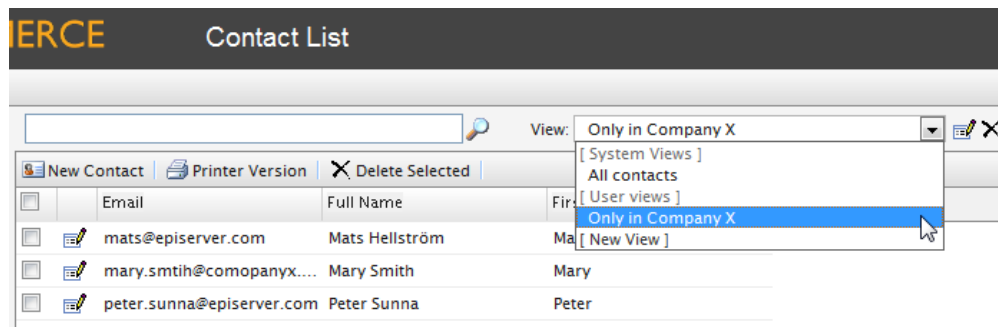 IERCE Contact List
View: Only in Company X
[ System Views ]
New Contact Printer Version Delete Selected
All contacts
Email Full Name Fir
[ User views ]
Only in Company X
mats@episerver.com Mats Hellström Ma
[ New View ]
mary.smtih@comopanyx.... Mary Smith Mary
peter.sunna@episerver.com Peter Sunna Peter